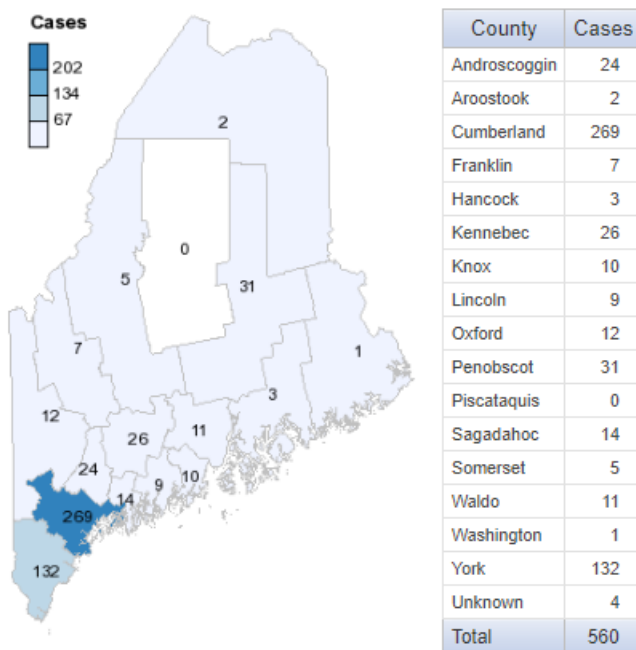 Cases
202
134
67
2
0
5
31
7
1
3
12
11
26
24
10
9
14
269
132
County Cases
Androscoggin 24
Aroostook 2
Cumberland 269
Franklin 7
Hancock 3
Kennebec 26
Knox 10
Lincoln 9
Oxford 12
Penobscot 31
Piscataquis 0
Sagadahoc 14
Somerset 5
Waldo 11
Washington 1
York 132
Unknown 4
Total 560